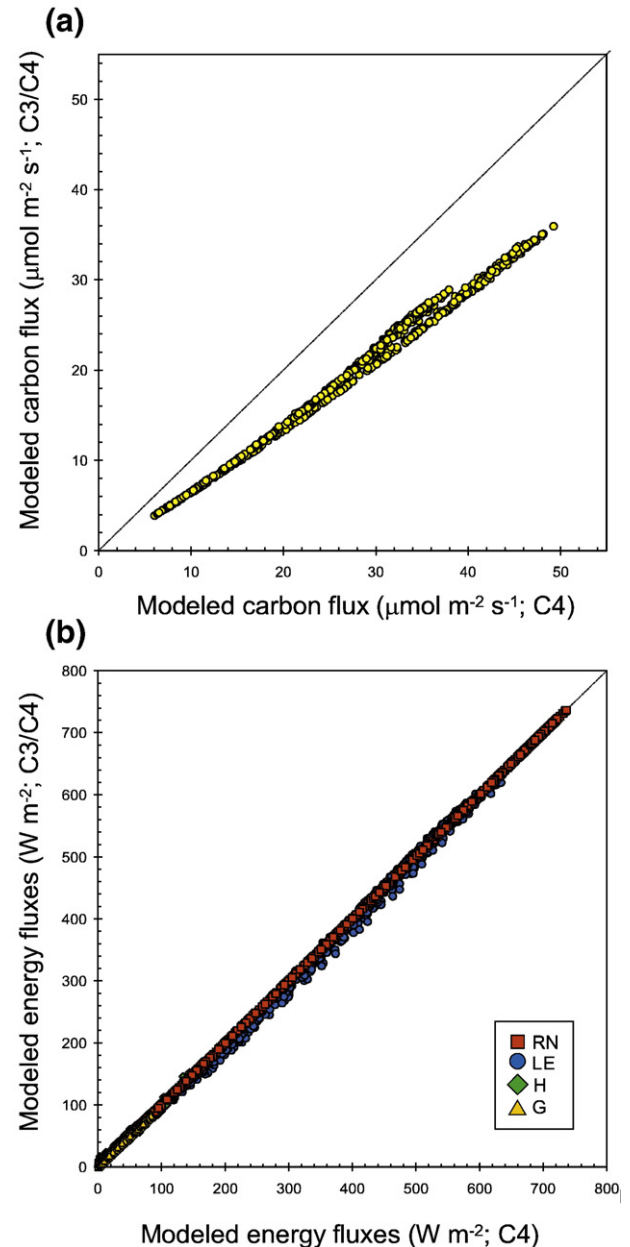 (a)
Modeled carbon flux (μmol m-2 s-1; C3/C4)
50
40
30
20
10
0
0 10 20 30 40 50
Modeled carbon flux (μmol m-2 s-1; C4)
(b)
Modeled energy fluxes (W m-2; C3/C4)
800
700
600
500
400
300
200
100
0
RN
LE
H
G
0 100 200 300 400 500 600 700 800
Modeled energy fluxes (W m-2; C4)